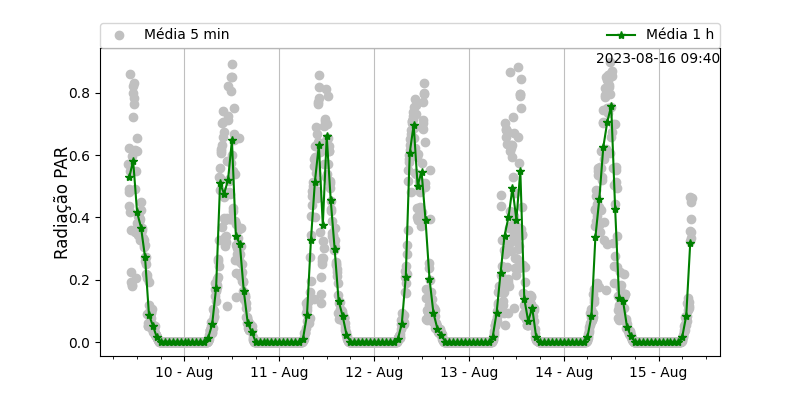 Média 5 min
Média 1 h
2023-08-16 09:40
Radiação PAR
0.8
0.6
0.4
0.2
0.0
10 - Aug
11 - Aug
12 - Aug
13 - Aug
14 - Aug
15 - Aug